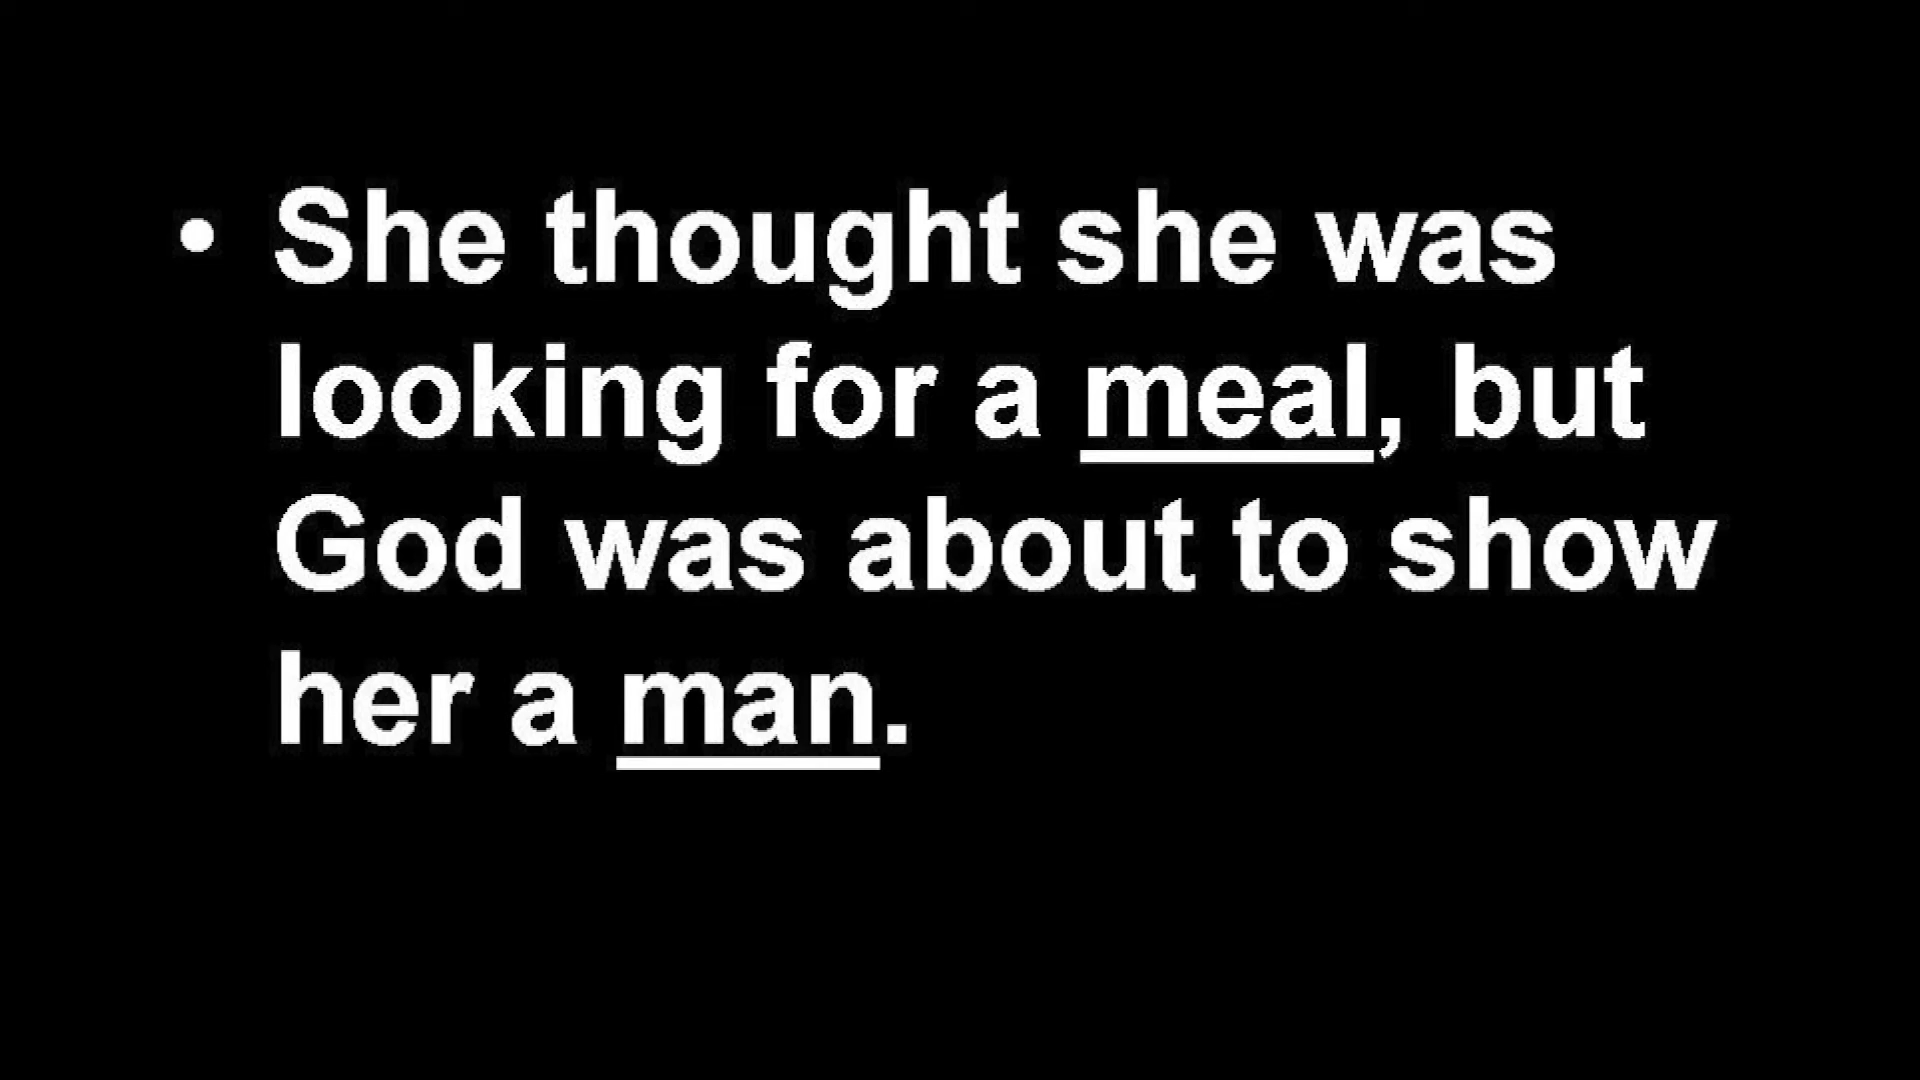 • She thought she was
looking for a meal, but
God was about to show
her a man.